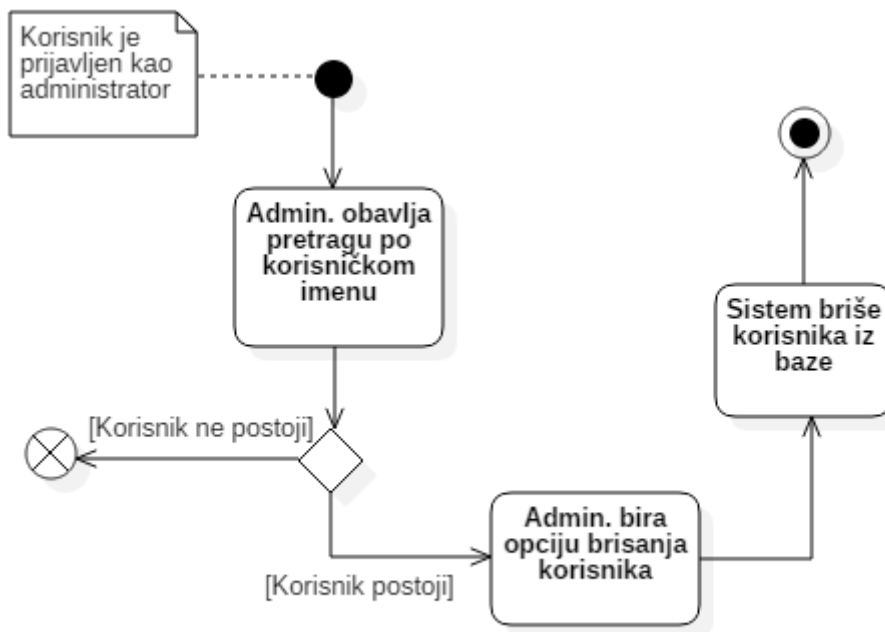 Korisnik je
prijavljen kao
administrator
Admin. obavlja
pretragu po
korisničkom
imenu
[Korisnik ne postoji]
[Korisnik postoji]
Admin. bira
opciju brisanja
korisnika
Sistem briše
korisnika iz
baze